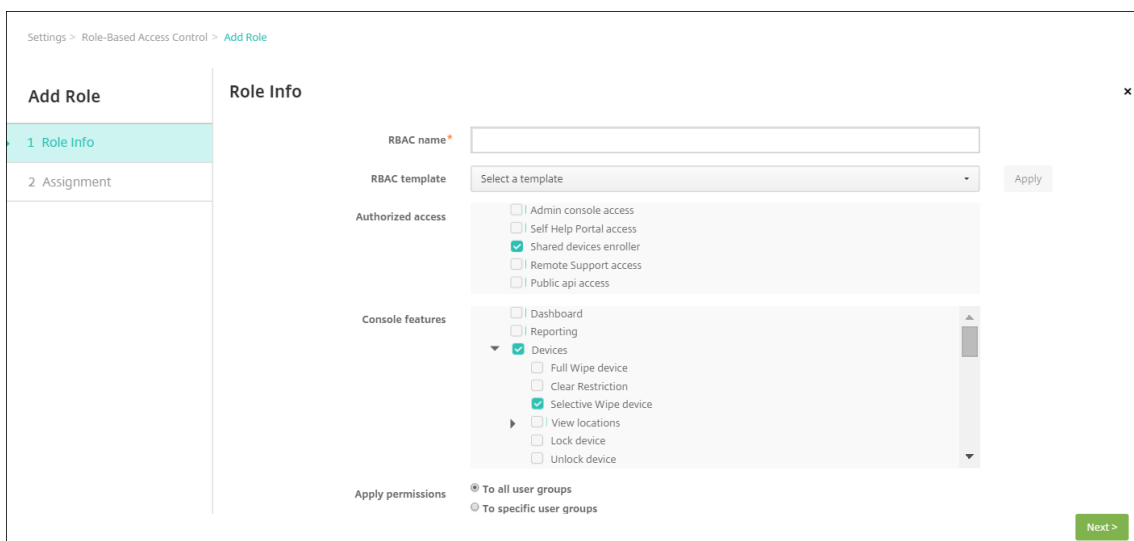 Settings > Role-Based Access Control > Add Role
Add Role
1 Role Info
2 Assignment
Role Info
×
RBAC name*
RBAC template
Select a template
Apply
Authorized access
Admin console access
Self Help Portal access
Shared devices enroller
Remote Support access
Public api access
Console features
Dashboard
Reporting
Devices
Full Wipe device
Clear Restriction
Selective Wipe device
View locations
Lock device
Unlock device
Apply permissions
To all user groups
To specific user groups
Next >